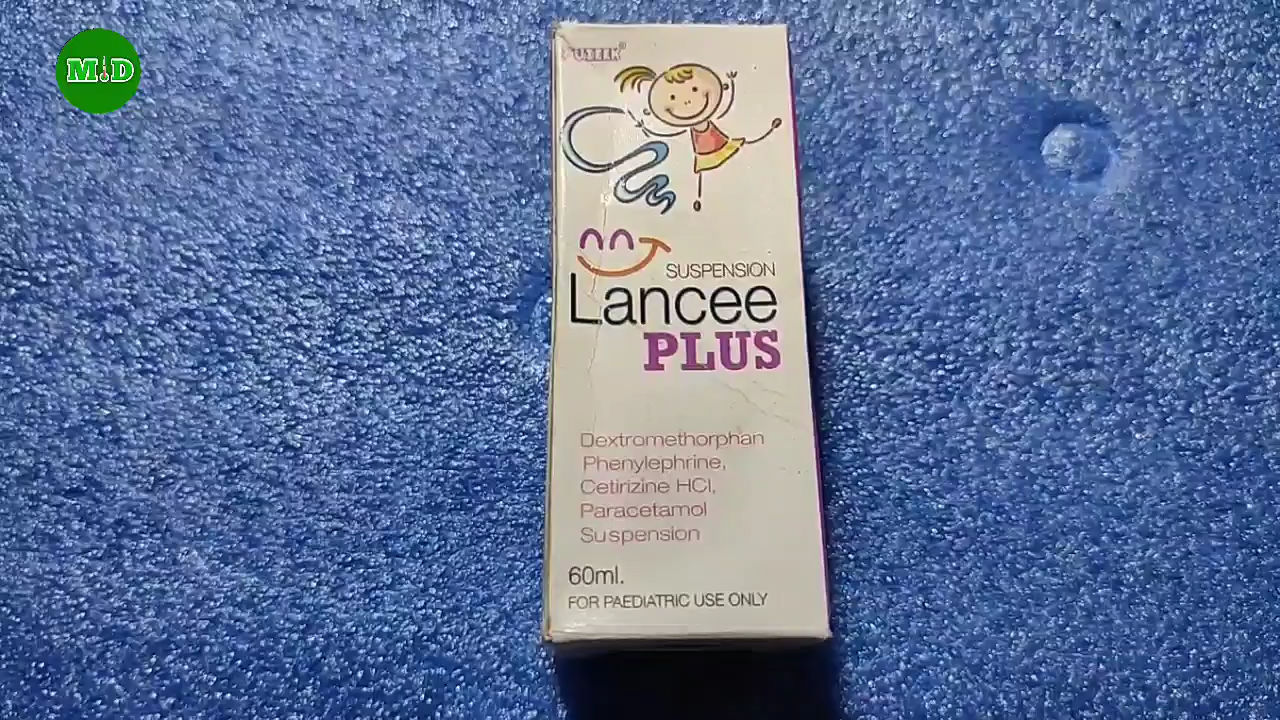 M D
SUSPENSION
Lancee
PLUS
Dextromethorphan
Phenylephrine,
Cetirizine HCl,
Paracetamol
Suspension
60ml.
FOR PAEDIATRIC USE ONLY